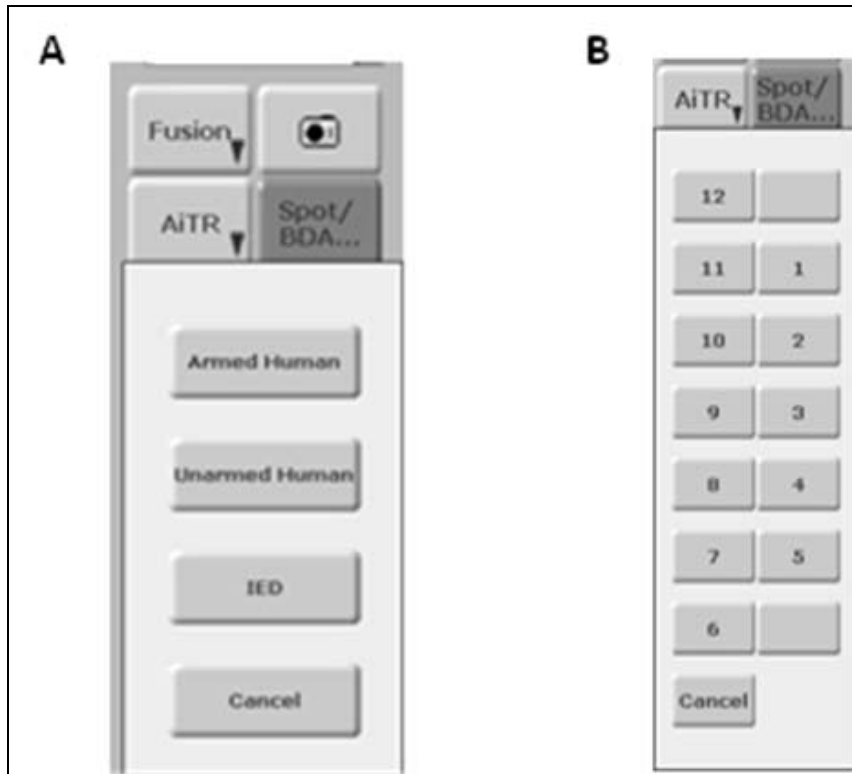 A
Fusion
AiTR
Spot/
BDA...
Armed Human
Unarmed Human
IED
Cancel
B
AiTR
Spot/
BDA...
12
11 1
10 2
9 3
8 4
7 5
6
Cancel